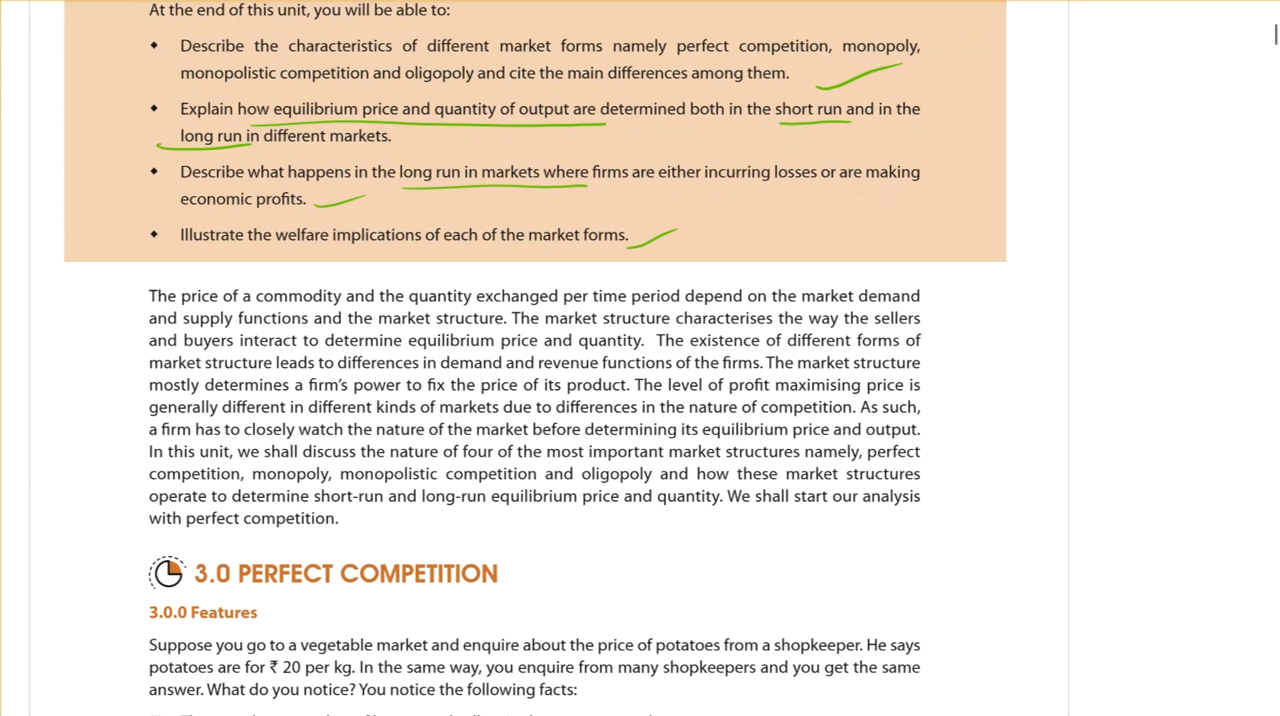 At the end of this unit, you will be able to:
◆ Describe the characteristics of different market forms namely perfect competition, monopoly,
monopolistic competition and oligopoly and cite the main differences among them.
◆ Explain how equilibrium price and quantity of output are determined both in the short run and in the
long run in different markets.
◆ Describe what happens in the long run in markets where firms are either incurring losses or are making
economic profits.
◆ Illustrate the welfare implications of each of the market forms.
The price of a commodity and the quantity exchanged per time period depend on the market demand
and supply functions and the market structure. The market structure characterises the way the sellers
and buyers interact to determine equilibrium price and quantity. The existence of different forms of
market structure leads to differences in demand and revenue functions of the firms. The market structure
mostly determines a firm's power to fix the price of its product. The level of profit maximising price is
generally different in different kinds of markets due to differences in the nature of competition. As such,
a firm has to closely watch the nature of the market before determining its equilibrium price and output.
In this unit, we shall discuss the nature of four of the most important market structures namely, perfect
competition, monopoly, monopolistic competition and oligopoly and how these market structures
operate to determine short-run and long-run equilibrium price and quantity. We shall start our analysis
with perfect competition.
3.0 PERFECT COMPETITION
3.0.0 Features
Suppose you go to a vegetable market and enquire about the price of potatoes from a shopkeeper. He says
potatoes are for ₹ 20 per kg. In the same way, you enquire from many shopkeepers and you get the same
answer. What do you notice? You notice the following facts: